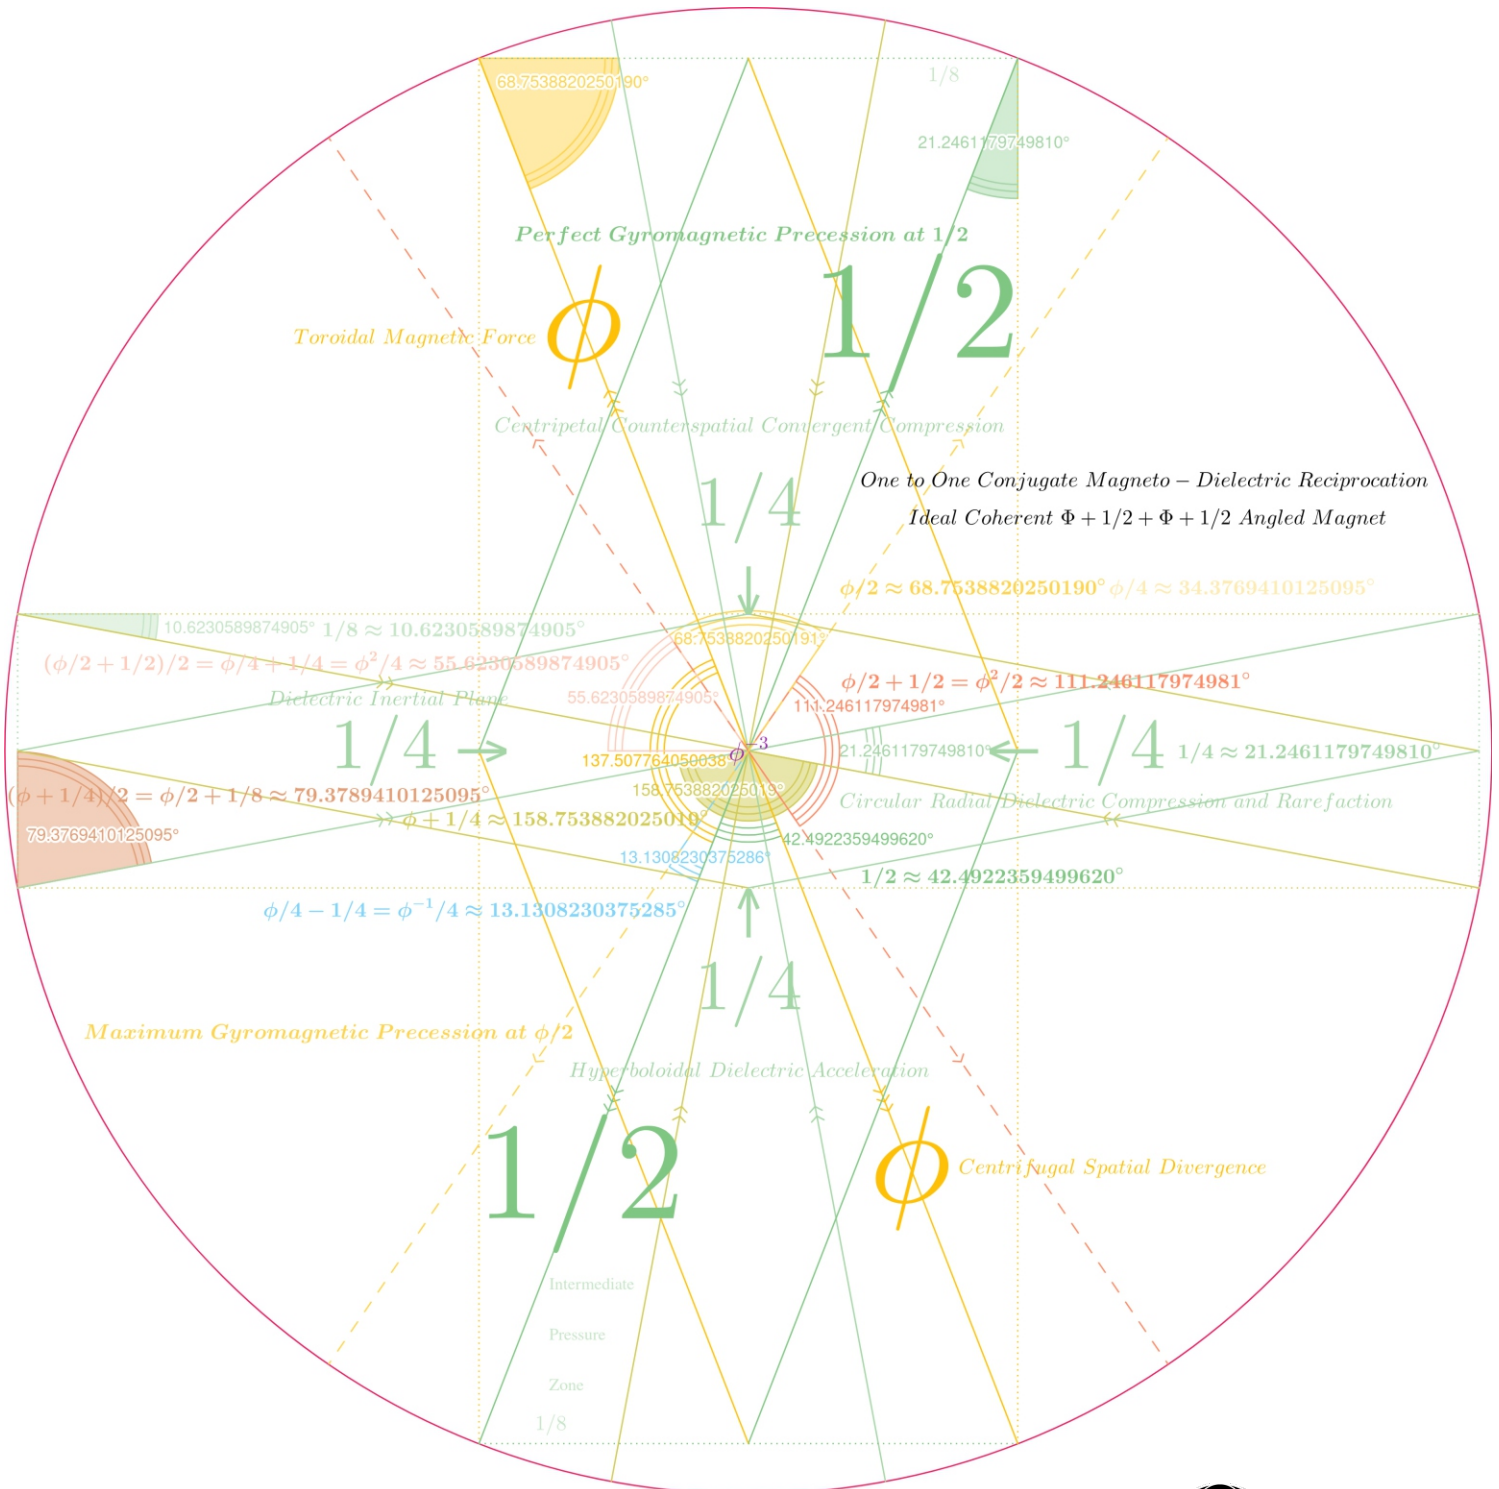 68.7538820250190°
1/8
21.2461179749810°
Perfect Gyromagnetic Precession at 1/2
1/2
ϕ
Toroidal Magnetic Force
Centripetal Counterspatial Convergent Compression
1/4
One to One Conjugate Magneto − Dielectric Reciprocation
Ideal Coherent Φ + 1/2 + Φ + 1/2 Angled Magnet
ϕ/2 ≈ 68.7538820250190° ϕ/4 ≈ 34.3769410125095°
10.6230589874905° 1/8 ≈ 10.6230589874905°
68.7538820250191°
(ϕ/2 + 1/2)/2 = ϕ/4 + 1/4 = ϕ²/4 ≈ 55.6230589874905°
ϕ/2 + 1/2 = ϕ²/2 ≈ 111.246117974981°
Dielectric Inertial Plane
55.6230589874905°
111.246117974981°
1/4
ϕ⁻³
21.2461179749810°
1/4
1/4 ≈ 21.2461179749810°
137.507764050038°
(ϕ + 1/4)/2 = ϕ/2 + 1/8 ≈ 79.3789410125095°
158.753882025019°
Circular Radial Dielectric Compression and Rarefaction
ϕ + 1/4 ≈ 158.753882025010°
79.3769410125095°
42.4922359499620°
13.1308230375286°
1/2 ≈ 42.4922359499620°
ϕ/4 − 1/4 = ϕ⁻¹/4 ≈ 13.1308230375285°
1/4
Maximum Gyromagnetic Precession at ϕ/2
Hyperboloidal Dielectric Acceleration
1/2
ϕ
Centrifugal Spatial Divergence
Intermediate
Pressure
Zone
1/8